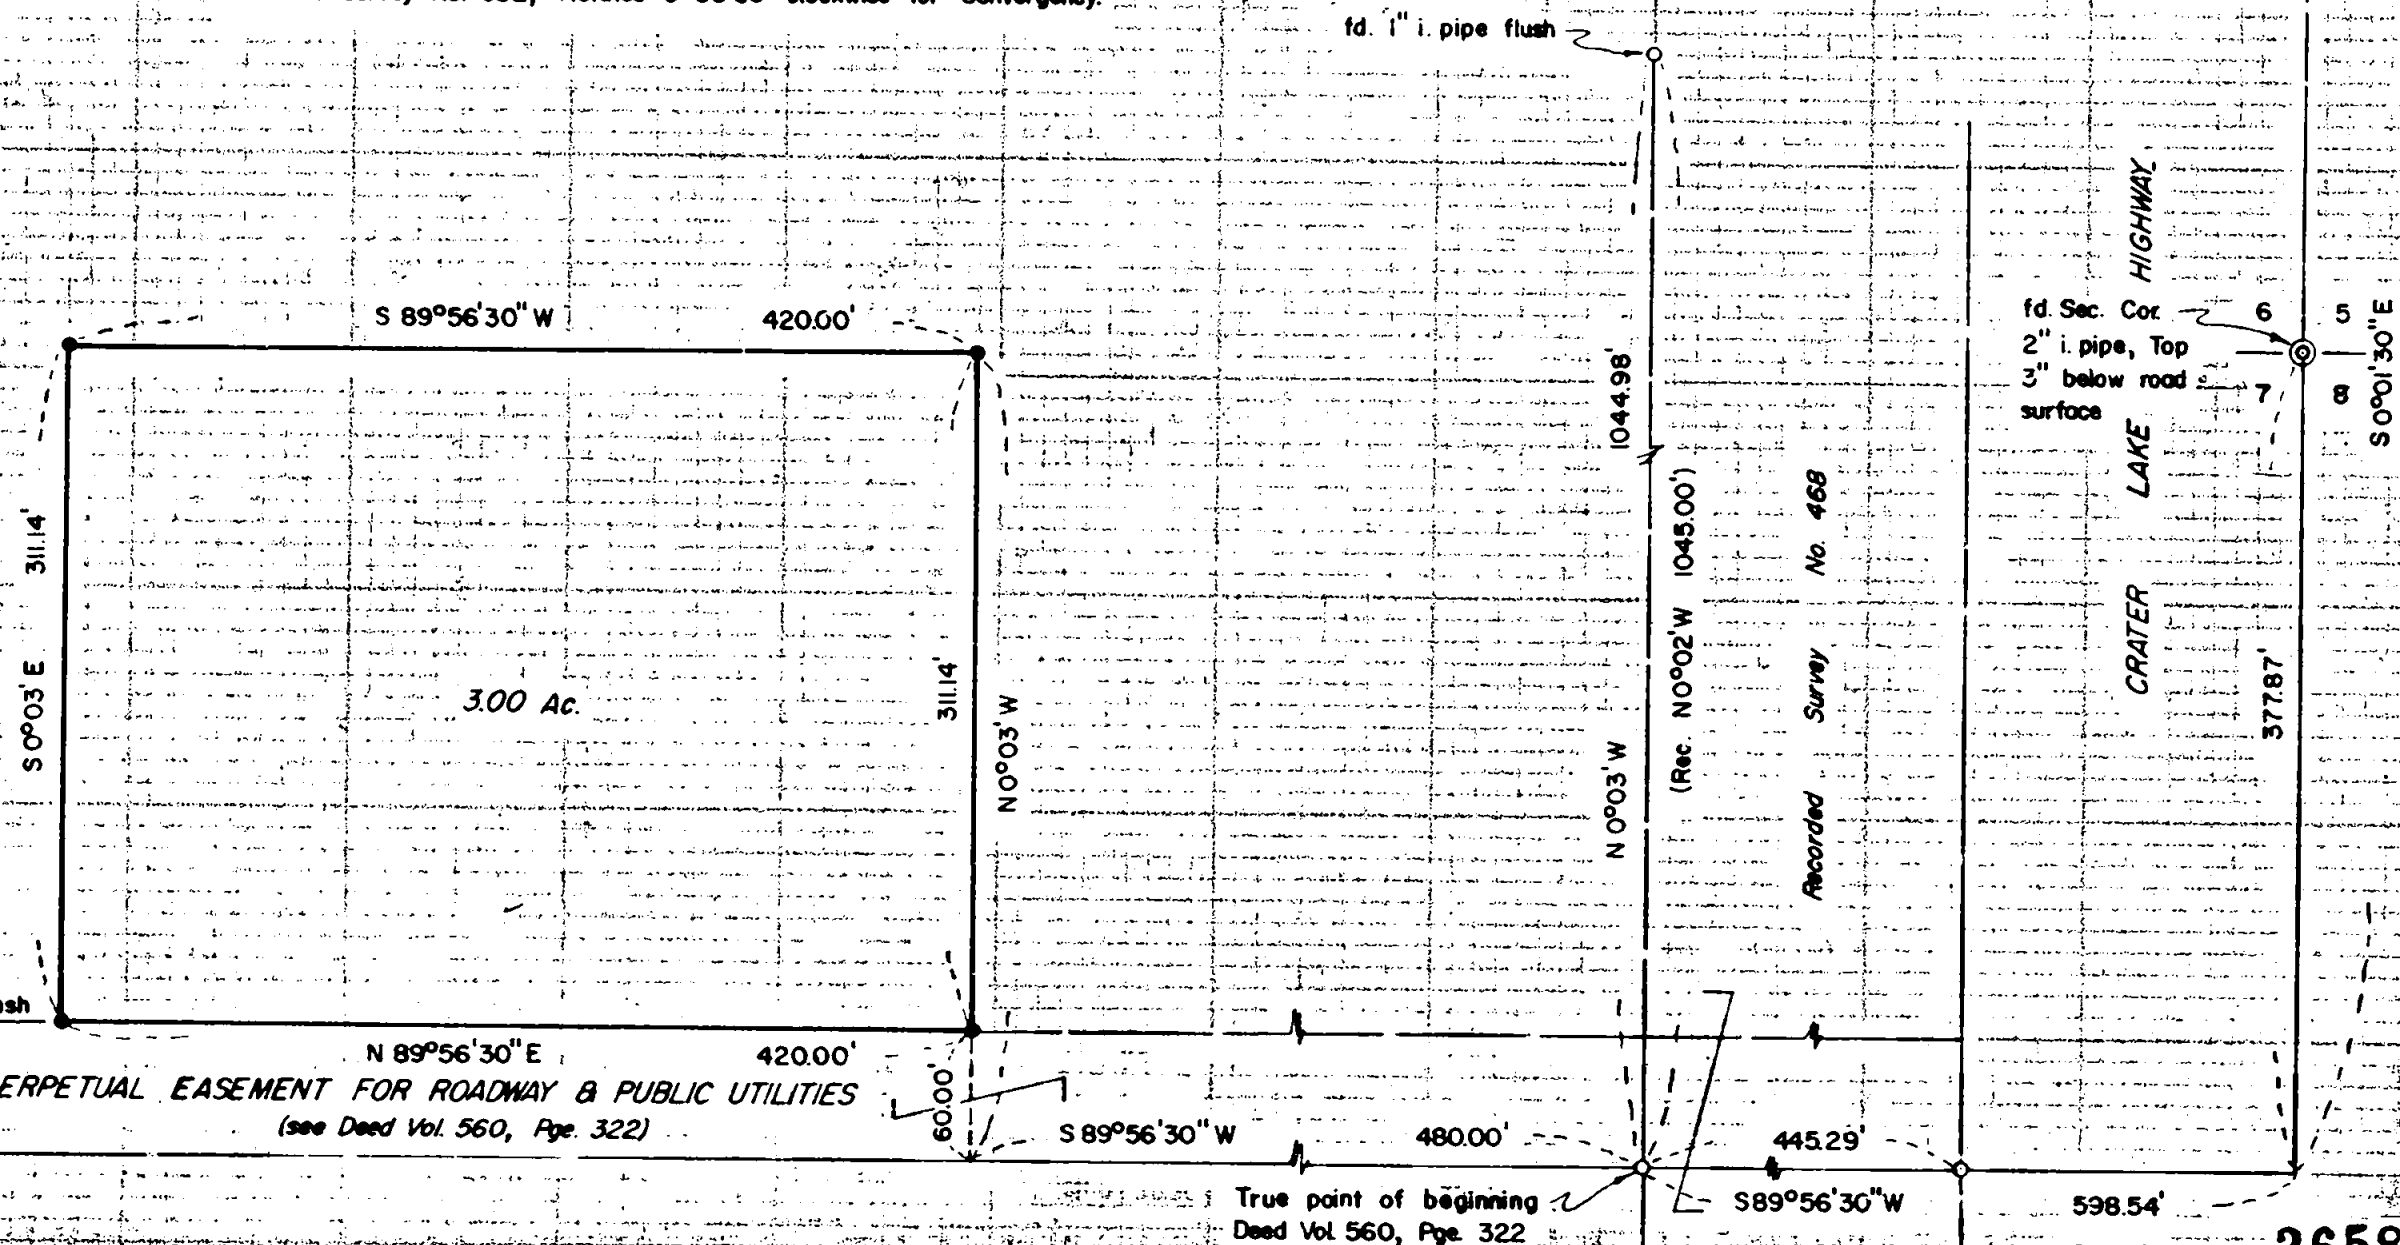 fd. 1" i. pipe flush
HIGHWAY
S 89°56'30" W 420.00'
fd. Sec. Cor.
2" i. pipe, Top
3" below road
surface
6 5
7 8
S 0°01'30" E
1044.98'
LAKE
311.14'
(Rec. N0°02'W 1045.00')
Recorded Survey No. 468
CRATER
S 0°03' E
3.00 Ac.
311.14'
N0°03' W
N 0°03' W
377.87'
N 89°56'30" E 420.00'
EASEMENT FOR ROADWAY & PUBLIC UTILITIES
(see Deed Vol. 560, Pge. 322)
60.00'
S 89°56'30" W 480.00' 445.29'
True point of beginning
Deed Vol. 560, Pge. 322
S89°56'30" W
598.54'